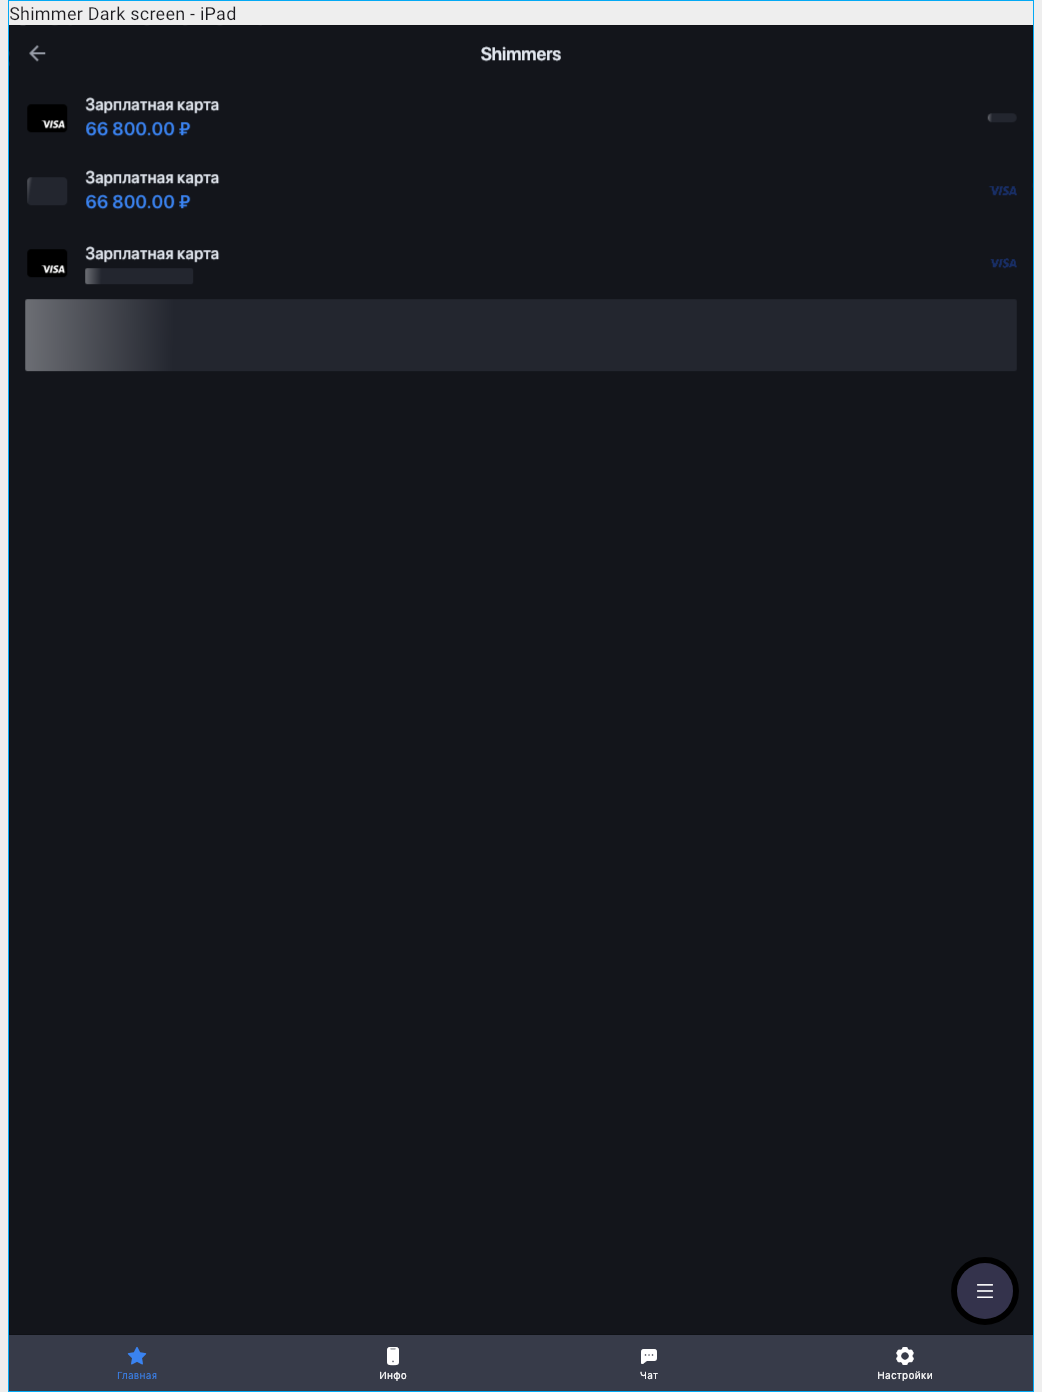 Shimmer Dark screen - iPad
Shimmers
Зарплатная карта
VISA
66 800.00 ₽
Зарплатная карта
66 800.00 ₽
VISA
Зарплатная карта
VISA
VISA
Главная
Инфо
Чат
Настройки